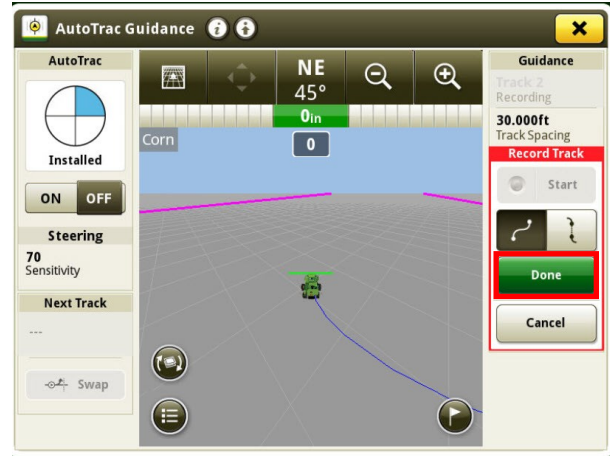 AutoTrac Guidance
AutoTrac
Installed
ON OFF
Steering
70
Sensitivity
Next Track
---
Swap
NE
45°
0in
Corn
0
Guidance
Track 2
Recording
30.000ft
Track Spacing
Record Track
Start
Done
Cancel